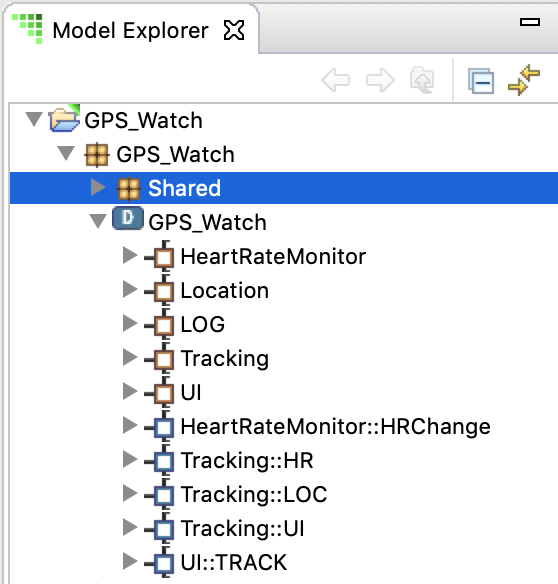 Model Explorer
GPS_Watch
GPS_Watch
Shared
D GPS_Watch
HeartRateMonitor
Location
LOG
Tracking
UI
HeartRateMonitor::HRChange
Tracking::HR
Tracking::LOC
Tracking::UI
UI::TRACK